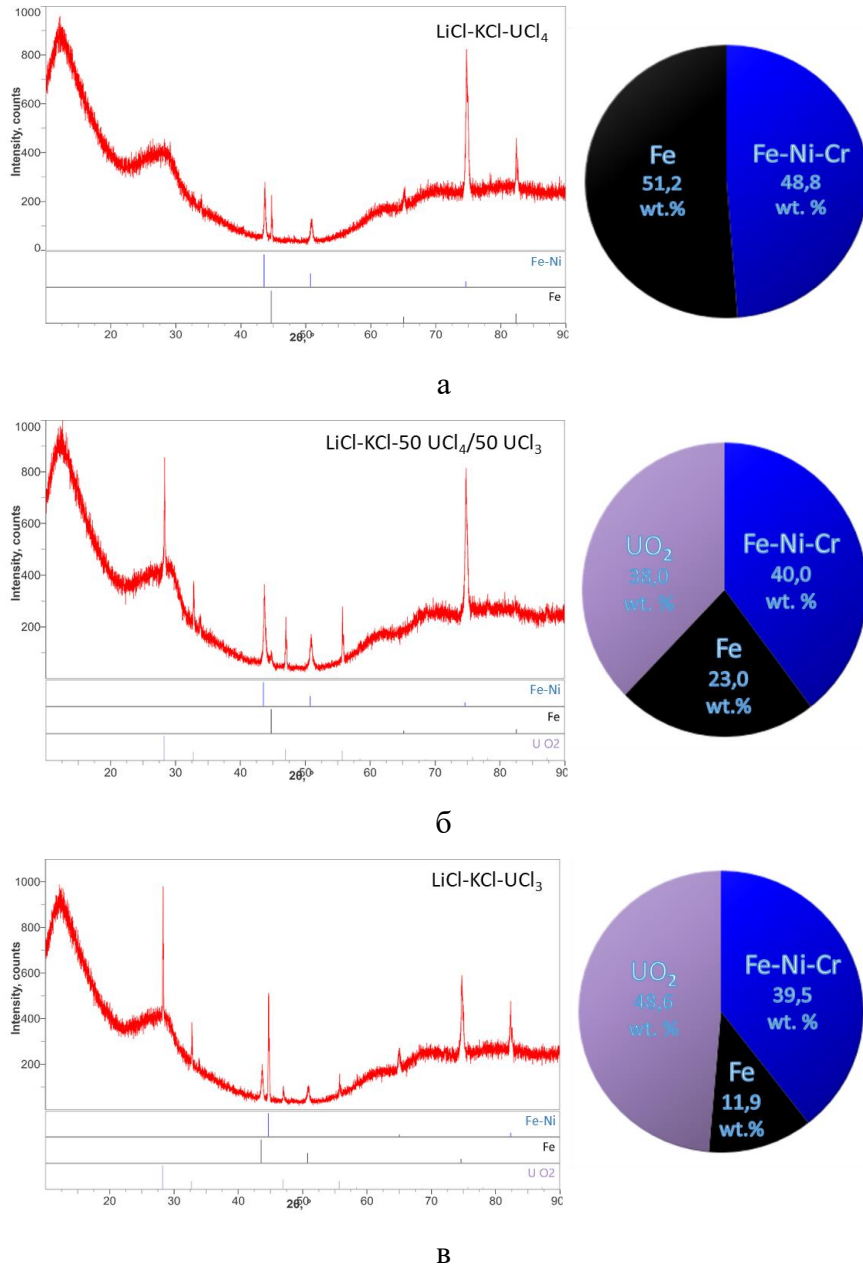 LiCl-KCl-UCl₄
Intensity, counts
1000
800
600
400
200
0
Fe-Ni
Fe
20 30 40 50 60 70 80 90
2θ, °
Fe
51,2
wt.%
Fe-Ni-Cr
48,8
wt. %
а
LiCl-KCl-50 UCl₄/50 UCl₃
Intensity, counts
1000
800
600
400
200
Fe-Ni
Fe
U O2
20 30 40 50 60 70 80 90
2θ, °
UO₂
38,0
wt. %
Fe-Ni-Cr
40,0
wt. %
Fe
23,0
wt.%
б
LiCl-KCl-UCl₃
Intensity, counts
1000
800
600
400
200
Fe-Ni
Fe
U O2
20 30 40 50 60 70 80 90
2θ, °
UO₂
48,6
wt. %
Fe-Ni-Cr
39,5
wt. %
Fe
11,9
wt.%
в